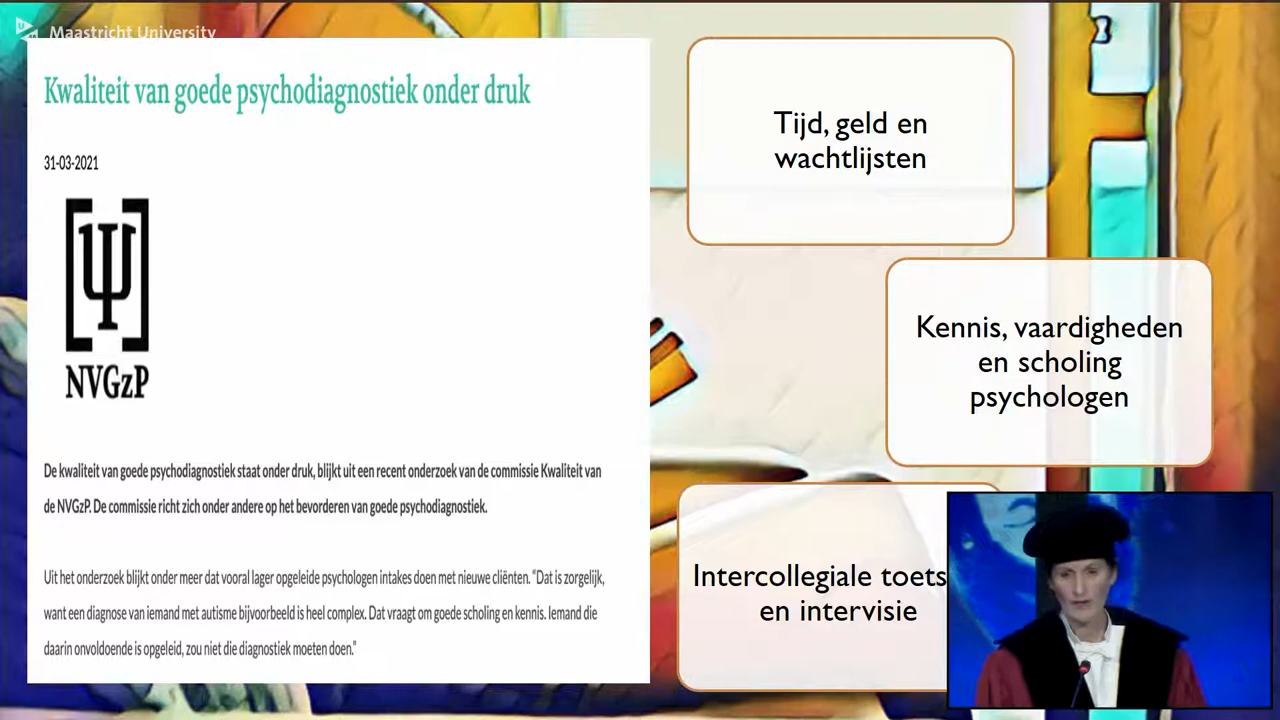 Maastricht University
Kwaliteit van goede psychodiagnostiek onder druk
31-03-2021
[Ψ]
NVGzP
De kwaliteit van goede psychodiagnostiek staat onder druk, blijkt uit een recent onderzoek van de commissie Kwaliteit van
de NVGzP. De commissie richt zich onder andere op het bevorderen van goede psychodiagnostiek.
Uit het onderzoek blijkt onder meer dat vooral lager opgeleide psychologen intakes doen met nieuwe cliënten. "Dat is zorgelijk,
want een diagnose van iemand met autisme bijvoorbeeld is heel complex. Dat vraagt om goede scholing en kennis. Iemand die
daarin onvoldoende is opgeleid, zou niet die diagnostiek moeten doen."
Tijd, geld en
wachtlijsten
Kennis, vaardigheden
en scholing
psychologen
Intercollegiale toets
en intervisie